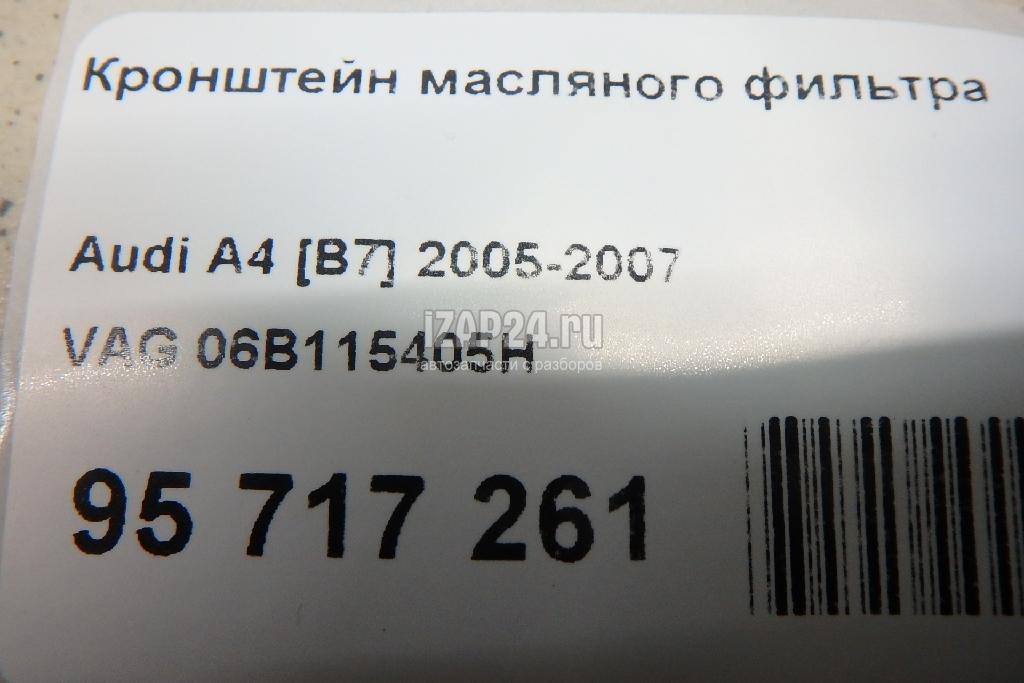 Кронштейн масляного фильтра
Audi A4 [B7] 2005-2007
iZAP24.ru
VAG 06B115405H
автозапчасти с разборов
95 717 261